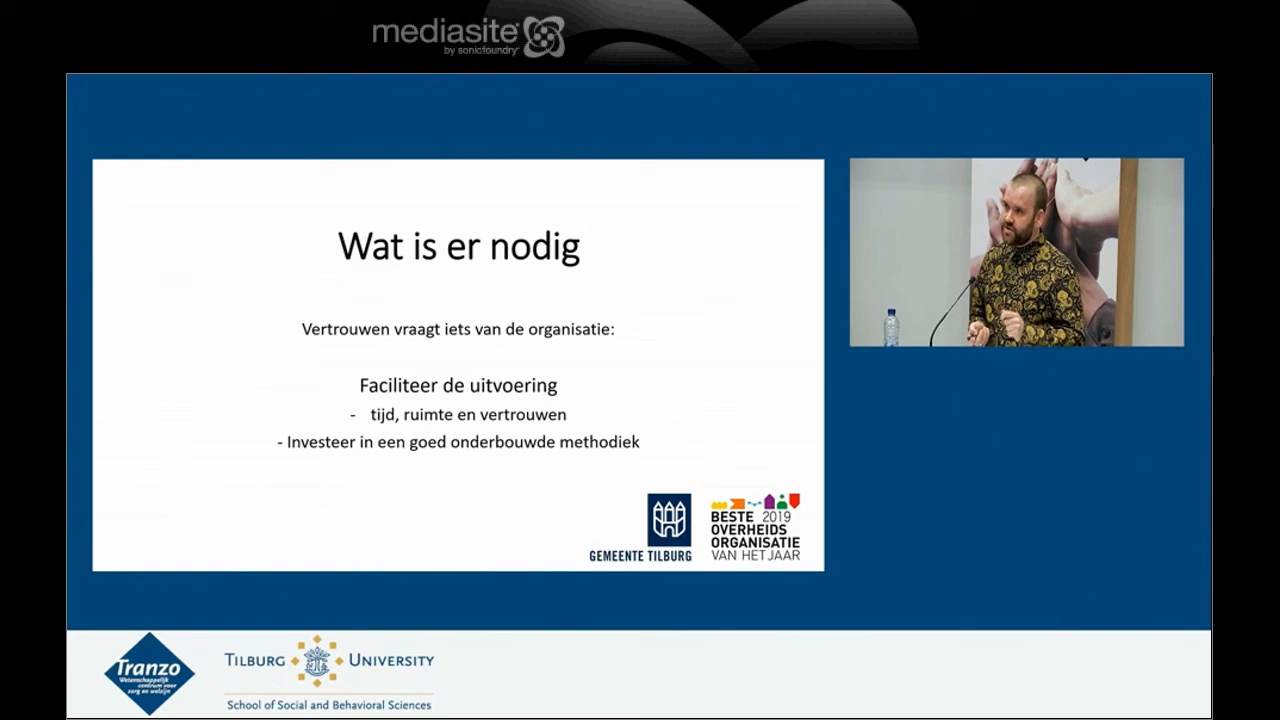 mediasite
by sonicfoundry
Wat is er nodig
Vertrouwen vraagt iets van de organisatie:
Faciliteer de uitvoering
- tijd, ruimte en vertrouwen
- Investeer in een goed onderbouwde methodiek
GEMEENTE TILBURG
BESTE 2019
OVERHEIDS
ORGANISATIE
VAN HET JAAR
Tranzo
Wetenschappelijk
centrum voor
zorg en welzijn
TILBURG UNIVERSITY
School of Social and Behavioral Sciences